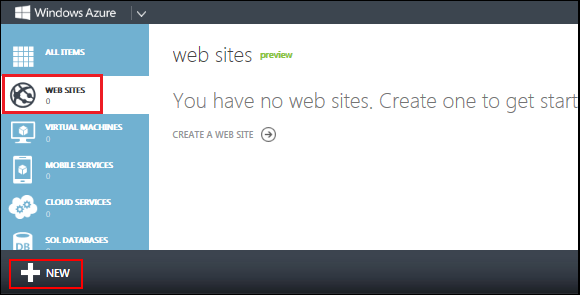 Windows Azure
ALL ITEMS
WEB SITES
0
VIRTUAL MACHINES
0
MOBILE SERVICES
0
CLOUD SERVICES
0
SQL DATABASES
0
DB
web sites preview
You have no web sites. Create one to get start
CREATE A WEB SITE
NEW